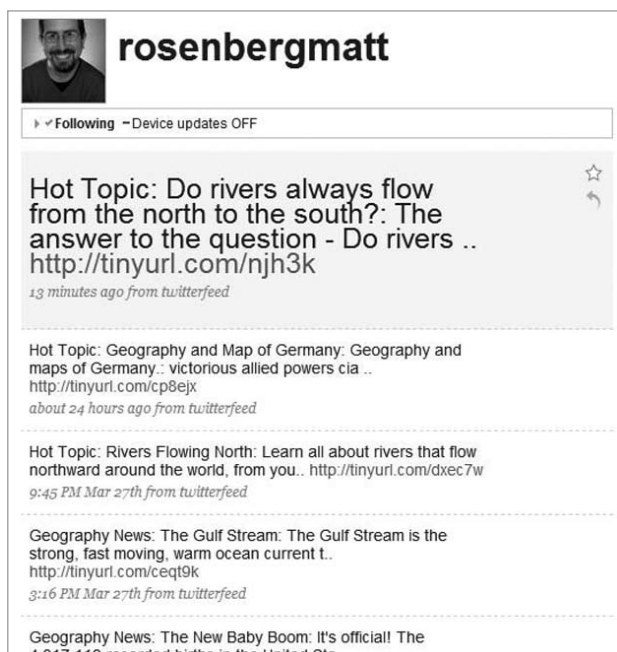 rosenbergmatt
Following - Device updates OFF
Hot Topic: Do rivers always flow
from the north to the south?: The
answer to the question - Do rivers ..
http://tinyurl.com/njh3k
13 minutes ago from twitterfeed
Hot Topic: Geography and Map of Germany: Geography and
maps of Germany.: victorious allied powers cia ..
http://tinyurl.com/cp8ejx
about 24 hours ago from twitterfeed
Hot Topic: Rivers Flowing North: Learn all about rivers that flow
northward around the world, from you.. http://tinyurl.com/dxec7w
9:45 PM Mar 27th from twitterfeed
Geography News: The Gulf Stream: The Gulf Stream is the
strong, fast moving, warm ocean current t..
http://tinyurl.com/ceqt9k
3:16 PM Mar 27th from twitterfeed
Geography News: The New Baby Boom: It's official! The
recorded births in the United